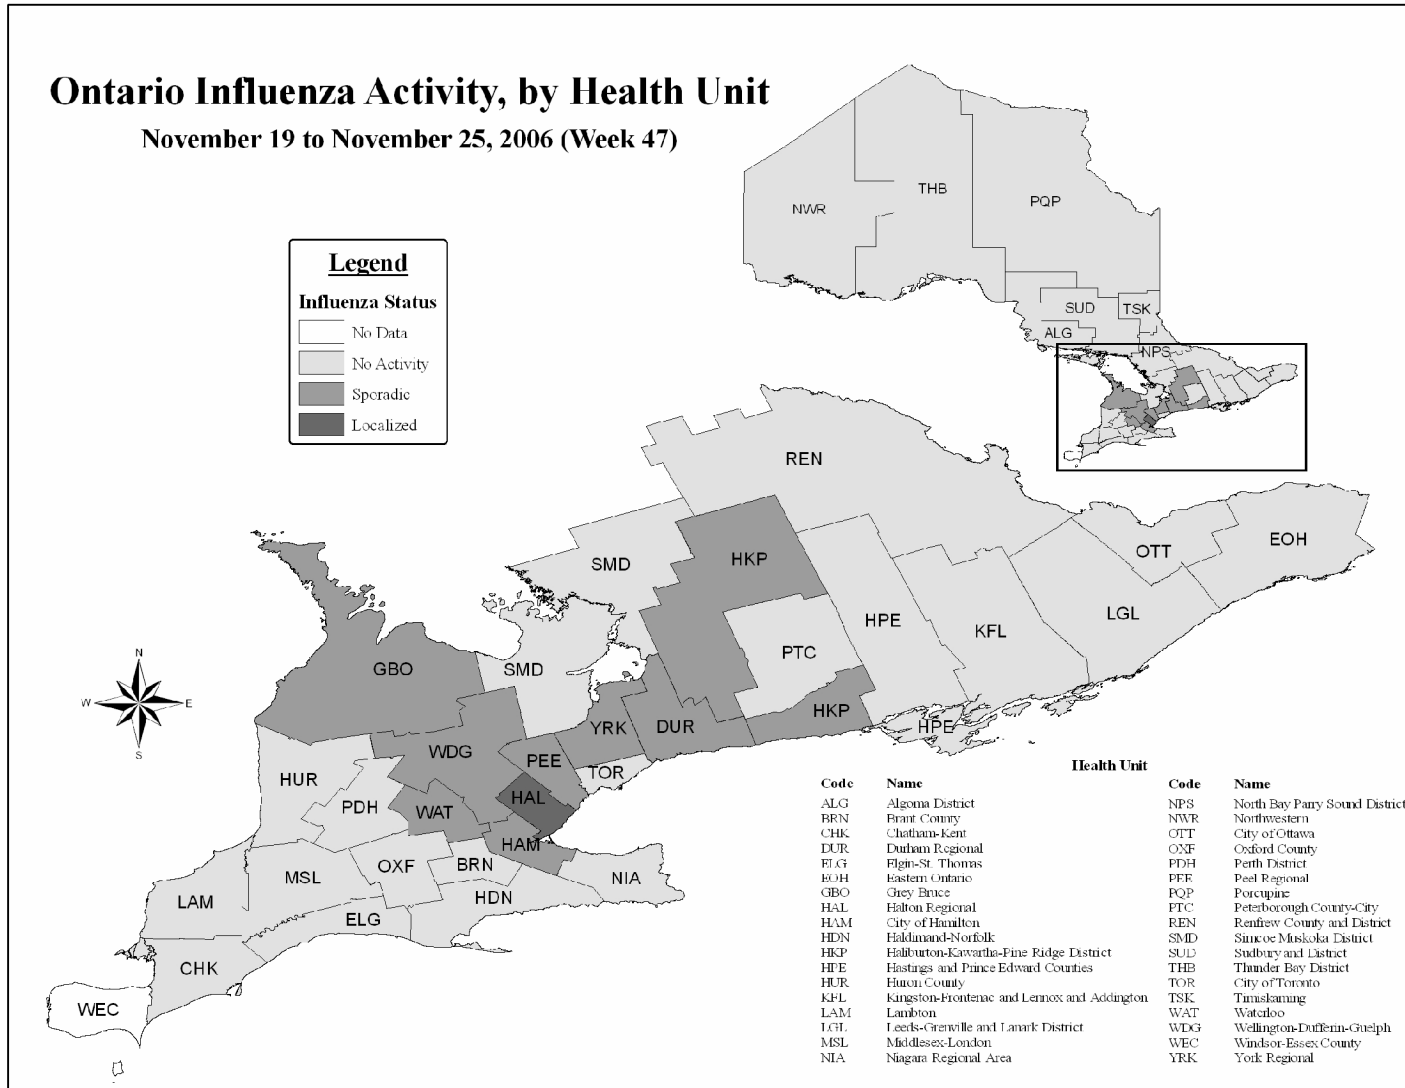 Ontario Influenza Activity, by Health Unit
November 19 to November 25, 2006 (Week 47)
Legend
Influenza Status
No Data
No Activity
Sporadic
Localized
NWR
THB
PQP
SUD
TSK
ALG
NPS
REN
HKP
SMD
OTT
EOH
LGL
HPE
KFL
PTC
GBO
SMD
HKP
YRK
DUR
HPE
WDG
PEE
TOR
HUR
PDH
WAT
HAL
HAM
OXF
BRN
MSL
NIA
HDN
LAM
ELG
CHK
WEC
N
W
E
S
Health Unit
Code Name Code Name
ALG Algoma District NPS North Bay Parry Sound District
BRN Brant County NWR Northwestern
CHK Chatham-Kent OTT City of Ottawa
DUR Durham Regional OXF Oxford County
ELG Elgin-St. Thomas PDH Perth District
EOH Eastern Ontario PEE Peel Regional
GBO Grey Bruce PQP Porcupine
HAL Halton Regional PTC Peterborough County-City
HAM City of Hamilton REN Renfrew County and District
HDN Haldimand-Norfolk SMD Simcoe Muskoka District
HKP Haliburton-Kawartha-Pine Ridge District SUD Sudbury and District
HPE Hastings and Prince Edward Counties THB Thunder Bay District
HUR Huron County TOR City of Toronto
KFL Kingston-Frontenac and Lennox and Addington TSK Timiskaming
LAM Lambton WAT Waterloo
LGL Leeds-Grenville and Lanark District WDG Wellington-Dufferin-Guelph
MSL Middlesex-London WEC Windsor-Essex County
NIA Niagara Regional Area YRK York Regional